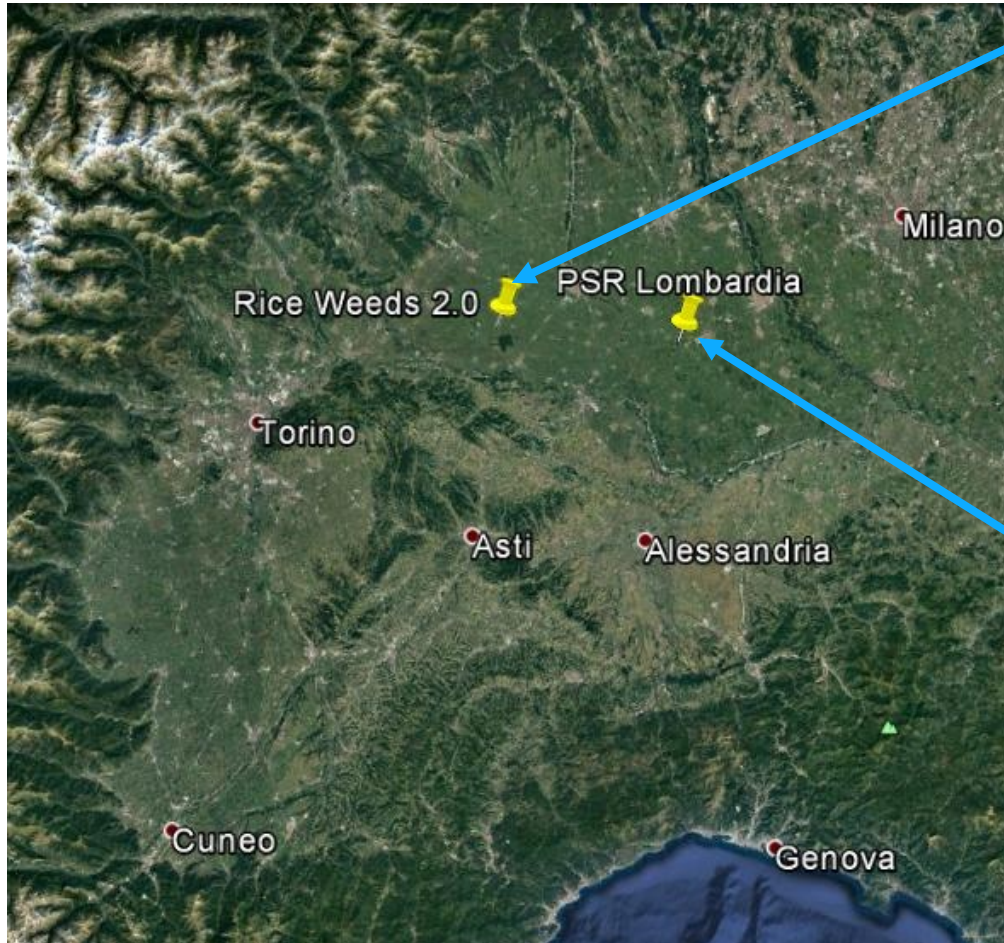 Milano
PSR Lombardia
Rice Weeds 2.0
Torino
Asti
Alessandria
Cuneo
Genova